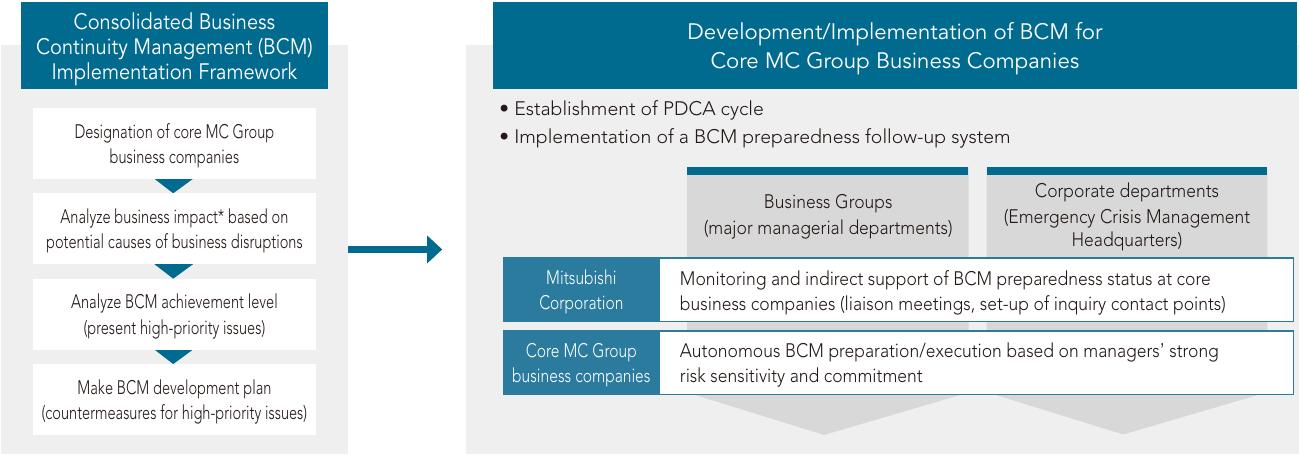 Consolidated Business
Continuity Management (BCM)
Implementation Framework
Designation of core MC Group
business companies
Analyze business impact* based on
potential causes of business disruptions
Analyze BCM achievement level
(present high-priority issues)
Make BCM development plan
(countermeasures for high-priority issues)
Development/Implementation of BCM for
Core MC Group Business Companies
• Establishment of PDCA cycle
• Implementation of a BCM preparedness follow-up system
Business Groups
(major managerial departments)
Corporate departments
(Emergency Crisis Management
Headquarters)
Mitsubishi
Corporation
Monitoring and indirect support of BCM preparedness status at core
business companies (liaison meetings, set-up of inquiry contact points)
Core MC Group
business companies
Autonomous BCM preparation/execution based on managers’ strong
risk sensitivity and commitment